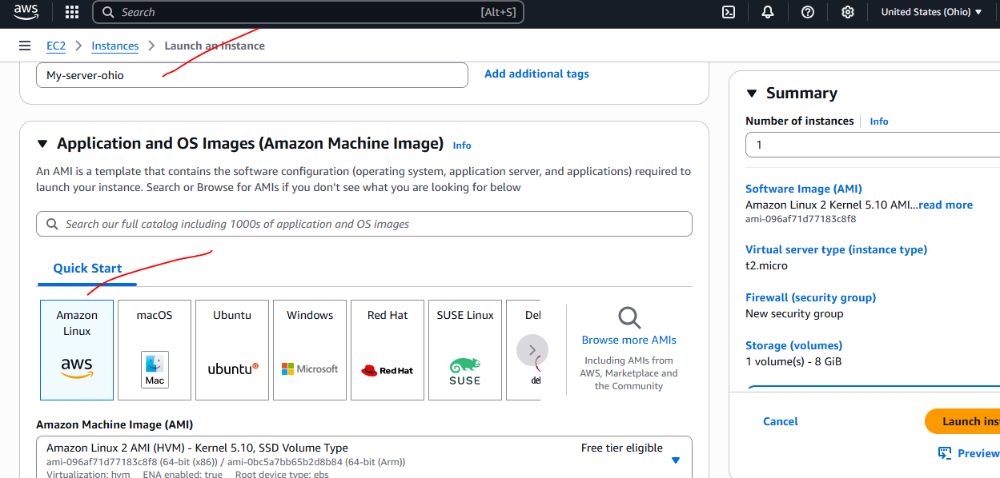 aws
Search [Alt+S] United States (Ohio)
EC2 Instances Launch an instance
My-server-ohio Add additional tags
Application and OS Images (Amazon Machine Image) Info
An AMI is a template that contains the software configuration (operating system, application server, and applications) required to
launch your instance. Search or Browse for AMIs if you don't see what you are looking for below
Search our full catalog including 1000s of application and OS images
Quick Start
Amazon
Linux
aws
macOS
Mac
Ubuntu
ubuntu
Windows
Microsoft
Red Hat
Red Hat
SUSE Linux
SUSE
Del
del
Browse more AMIs
Including AMIs from
AWS, Marketplace and
the Community
Amazon Machine Image (AMI)
Amazon Linux 2 AMI (HVM) - Kernel 5.10, SSD Volume Type Free tier eligible
ami-096af71d77183c8f8 (64-bit (x86)) / ami-0bc5a7bb65b2d8b84 (64-bit (Arm))
Virtualization: hvm ENA enabled: true Root device type: ebs
Summary
Number of instances Info
1
Software Image (AMI)
Amazon Linux 2 Kernel 5.10 AMI...read more
ami-096af71d77183c8f8
Virtual server type (instance type)
t2.micro
Firewall (security group)
New security group
Storage (volumes)
1 volume(s) - 8 GiB
Cancel Launch ins
Preview